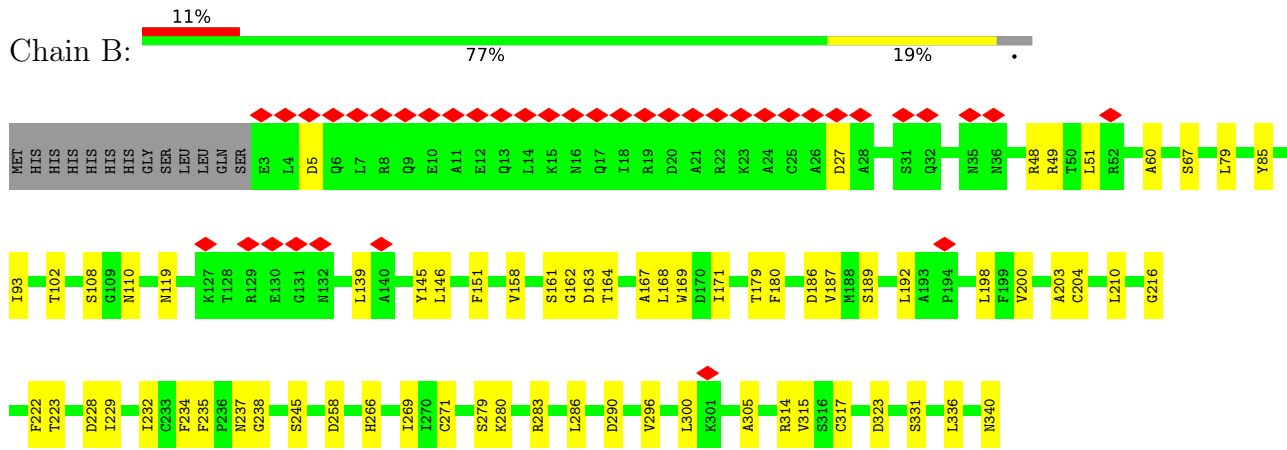 11%
Chain B:
77% 19% .
MET HIS HIS HIS HIS HIS HIS GLY SER LEU LEU GLN SER E3 L4 D5 Q6 L7 R8 Q9 E10 A11 E12 Q13 L14 K15 N16 Q17 I18 R19 D20 A21 R22 K23 A24 C25 A26 D27 A28 S31 Q32 N35 N36 R48 R49 T50 L51 R52 A60 S67 L79 Y85
I93 T102 S108 G109 N110 N119 K127 T128 R129 E130 G131 N132 L139 A140 Y145 L146 F151 V158 S161 G162 D163 T164 A167 L168 W169 D170 I171 T179 F180 D186 V187 M188 S189 L192 A193 P194 L198 F199 V200 A203 C204 L210 G216
F222 T223 D228 I229 I232 C233 F234 F235 P236 N237 G238 S245 D258 H266 I269 I270 C271 S279 K280 R283 L286 D290 V296 L300 K301 A305 R314 V315 S316 C317 D323 S331 L336 N340